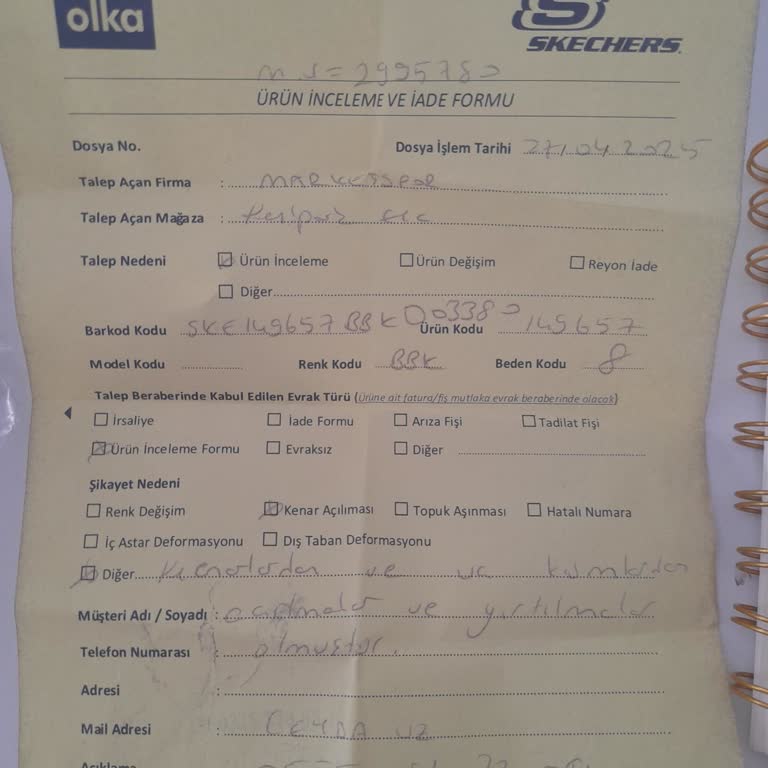 olka
SKECHERS
ÜRÜN İNCELEME VE İADE FORMU
Dosya No. Dosya İşlem Tarihi 27.04.2025
Talep Açan Firma :
Talep Açan Mağaza :
Talep Nedeni Ürün İnceleme Ürün Değişim Reyon İade
Diğer
Barkod Kodu SKE149657BBK003380 Ürün Kodu 149657
Model Kodu Renk Kodu BBK Beden Kodu 8
Talep Beraberinde Kabul Edilen Evrak Türü (Ürüne ait fatura/fiş mutlaka evrak beraberinde olacak)
İrsaliye İade Formu Arıza Fişi Tadilat Fişi
Ürün İnceleme Formu Evraksız Diğer
Şikayet Nedeni
Renk Değişim Kenar Açılması Topuk Aşınması Hatalı Numara
İç Astar Deformasyonu Dış Taban Deformasyonu
Diğer Kenarlardan ve uc kısımlardan
Müşteri Adı / Soyadı : açılmalar ve yırtılmalar
Telefon Numarası : olmuştur.
Adresi :
Mail Adresi :
Açıklama